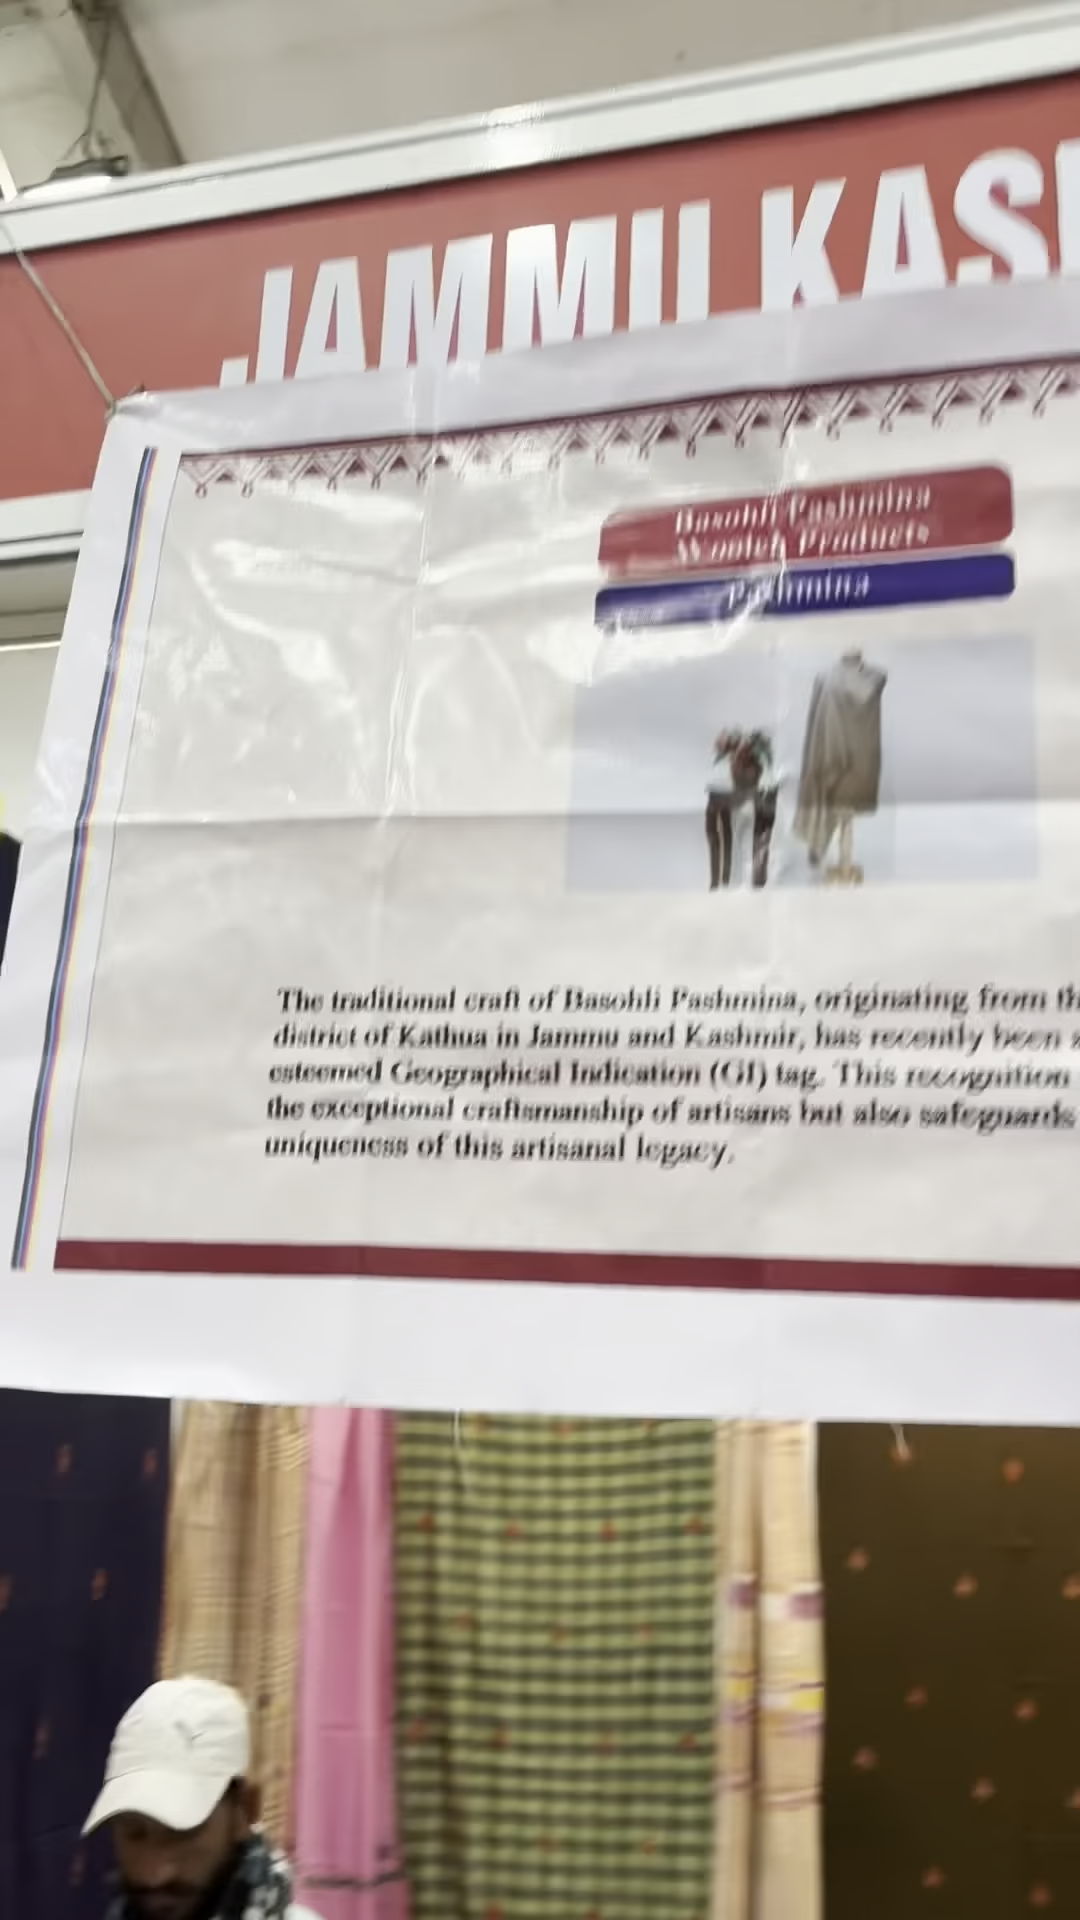 JAMMU KAS
Basohli Pashmina
Woolen Products
Pashmina
The traditional craft of Basohli Pashmina, originating from
district of Kathua in Jammu and Kashmir, has recently been
esteemed Geographical Indication (GI) tag. This recognition
the exceptional craftsmanship of artisans but also safeguards
uniqueness of this artisanal legacy.